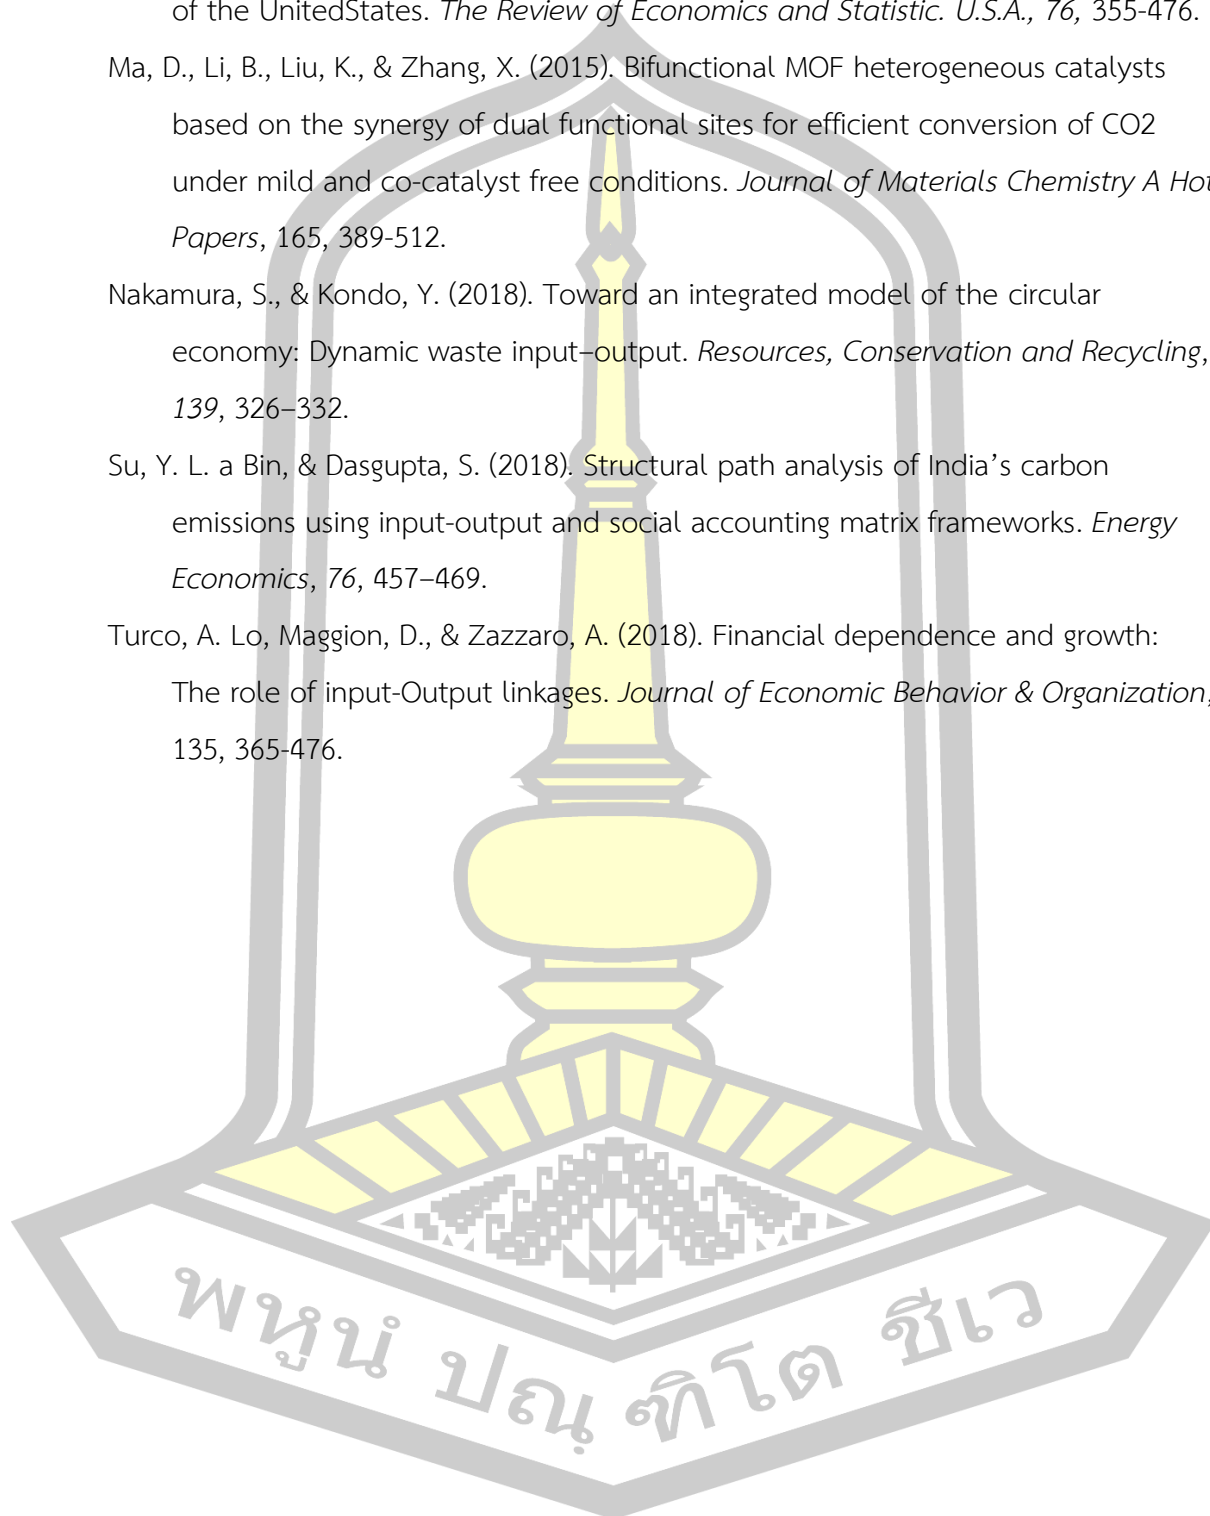 of the UnitedStates. The Review of Economics and Statistic. U.S.A., 76, 355-476.
Ma, D., Li, B., Liu, K., & Zhang, X. (2015). Bifunctional MOF heterogeneous catalysts
based on the synergy of dual functional sites for efficient conversion of CO2
under mild and co-catalyst free conditions. Journal of Materials Chemistry A Hot
Papers, 165, 389-512.
Nakamura, S., & Kondo, Y. (2018). Toward an integrated model of the circular
economy: Dynamic waste input–output. Resources, Conservation and Recycling,
139, 326–332.
Su, Y. L. a Bin, & Dasgupta, S. (2018). Structural path analysis of India’s carbon
emissions using input-output and social accounting matrix frameworks. Energy
Economics, 76, 457–469.
Turco, A. Lo, Maggion, D., & Zazzaro, A. (2018). Financial dependence and growth:
The role of input-Output linkages. Journal of Economic Behavior & Organization,
135, 365-476.
พหูนํ ปณฺฑิโต ชีเว